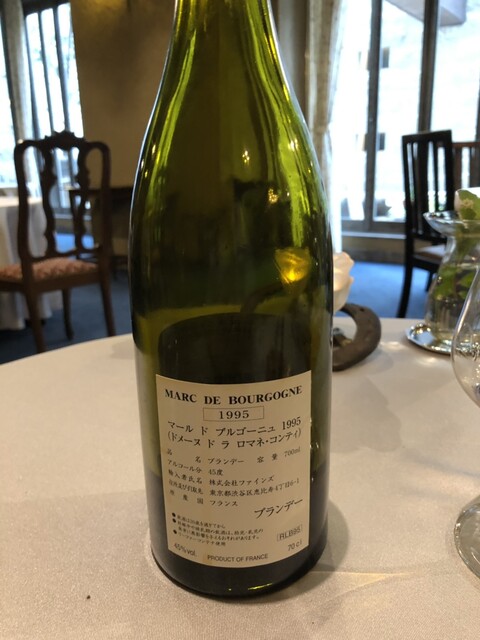 MARC DE BOURGOGNE
1995
マール ド ブルゴーニュ 1995
(ドメーヌ ド ラ ロマネ・コンティ)
品 名 ブランデー 容 量 700ml
アルコール分 45度
輸入者氏名 株式会社ファインズ
東京都渋谷区恵比寿4丁目6-1
原産国 フランス
ブランデー
45%vol. PRODUCT OF FRANCE 70cl